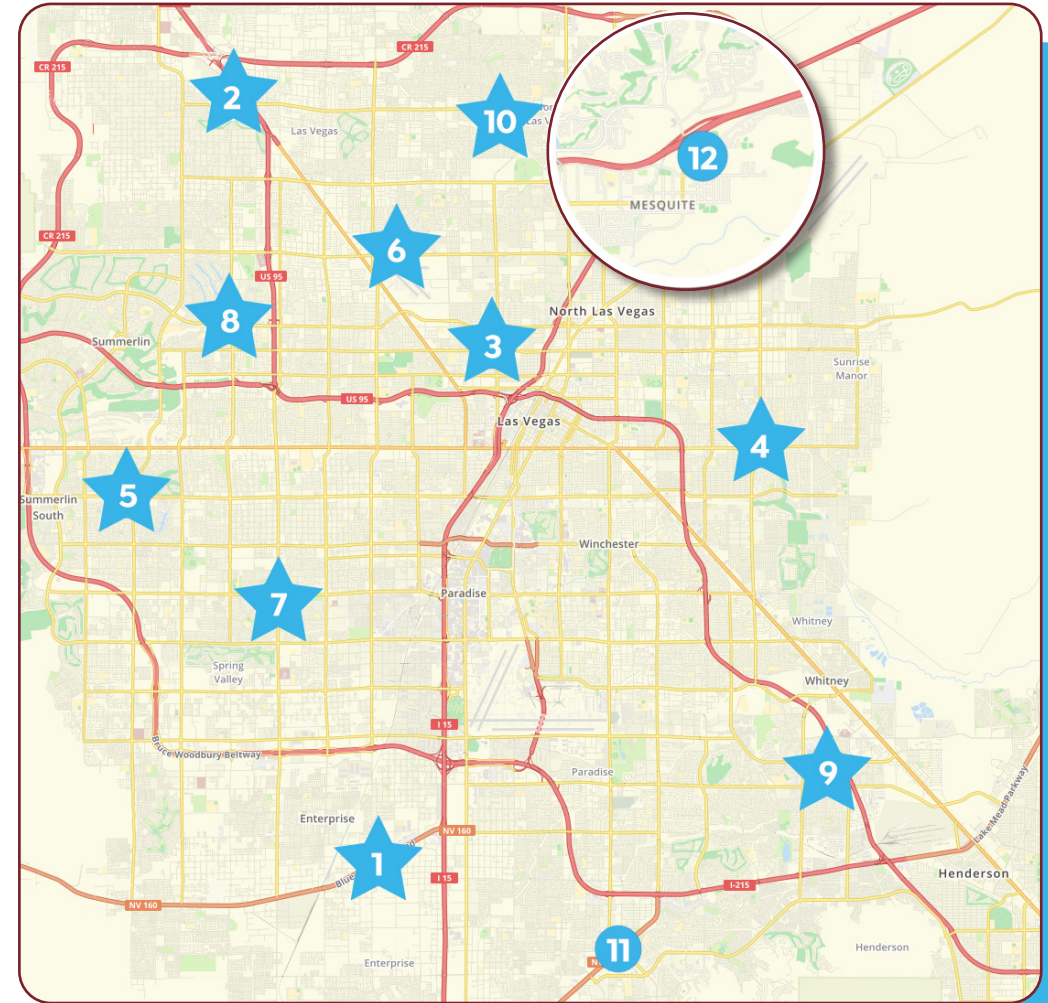 CR 215
CR 215
2
10
Las Vegas
12
MESQUITE
CR 215
6
US 95
8
North Las Vegas
3
Summerlin
Sunrise
Manor
US 95
Las Vegas
4
5
Summerlin
South
Winchester
7
Paradise
Whitney
Spring
Valley
Whitney
I 15
Bruce Woodbury Beltway
9
Paradise
Lake Mead Parkway
Enterprise
NV 160
1
Blue
I 15
I-215
Henderson
NV 160
11
Henderson
Enterprise